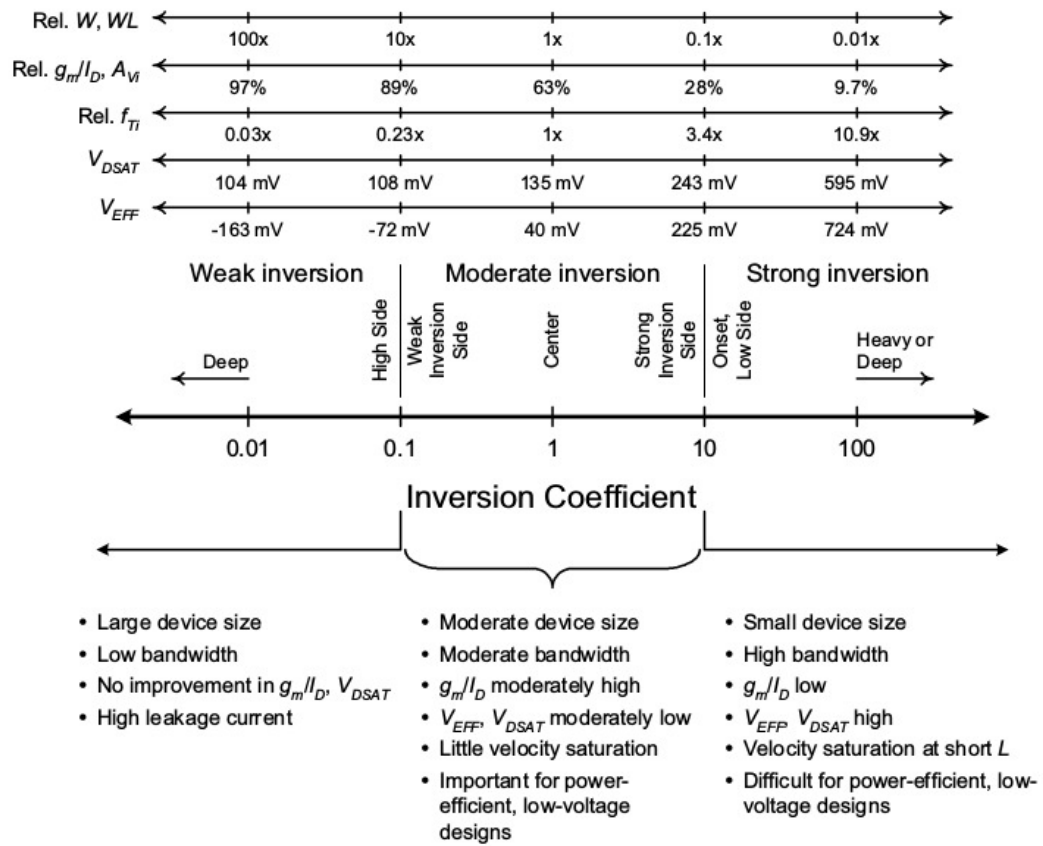 Rel. W, WL
100x 10x 1x 0.1x 0.01x
Rel. gm/ID, AVi
97% 89% 63% 28% 9.7%
Rel. fTi
0.03x 0.23x 1x 3.4x 10.9x
VDSAT
104 mV 108 mV 135 mV 243 mV 595 mV
VEFF
-163 mV -72 mV 40 mV 225 mV 724 mV
Weak inversion Moderate inversion Strong inversion
Deep
High Side
Weak
Inversion
Side
Center
Strong
Inversion
Side
Onset,
Low Side
Heavy or
Deep
0.01 0.1 1 10 100
Inversion Coefficient
• Large device size
• Low bandwidth
• No improvement in gm/ID, VDSAT
• High leakage current
• Moderate device size
• Moderate bandwidth
• gm/ID moderately high
• VEFF, VDSAT moderately low
• Little velocity saturation
• Important for power-
efficient, low-voltage
designs
• Small device size
• High bandwidth
• gm/ID low
• VEFF, VDSAT high
• Velocity saturation at short L
• Difficult for power-efficient, low-
voltage designs